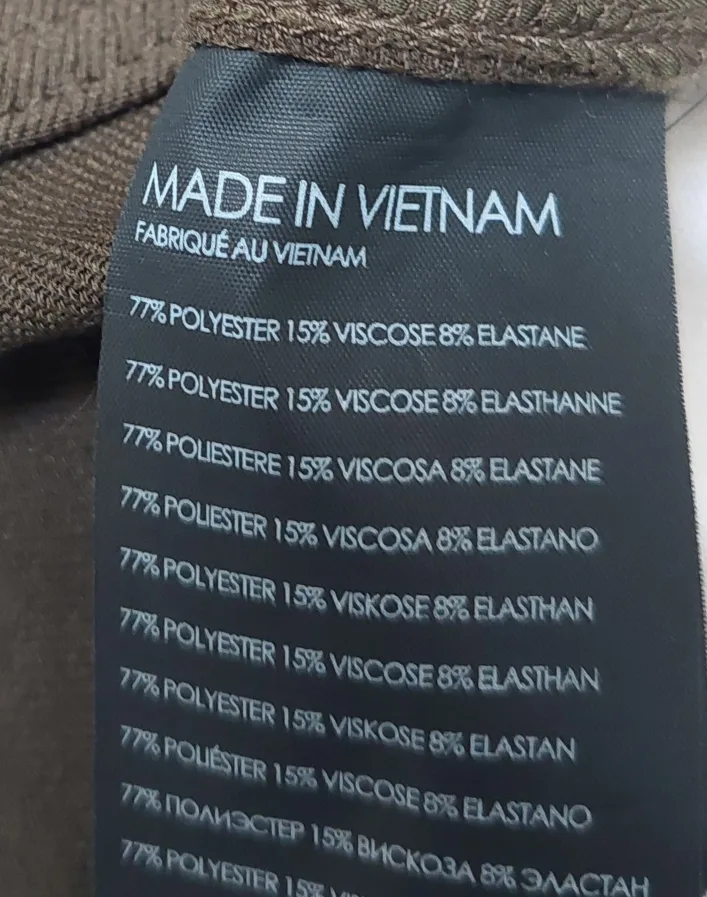 MADE IN VIETNAM
FABRIQUÉ AU VIETNAM
77% POLYESTER 15% VISCOSE 8% ELASTANE
77% POLYESTER 15% VISCOSE 8% ELASTHANNE
77% POLIESTERE 15% VISCOSA 8% ELASTANE
77% POLIESTER 15% VISCOSA 8% ELASTANO
77% POLYESTER 15% VISKOSE 8% ELASTHAN
77% POLYESTER 15% VISCOSE 8% ELASTHAN
77% POLYESTER 15% VISKOSE 8% ELASTAN
77% POLIÉSTER 15% VISCOSE 8% ELASTANO
77% ПОЛИЭСТЕР 15% ВИСКОЗА 8% ЭЛАСТАН
77% POLYESTER 15%